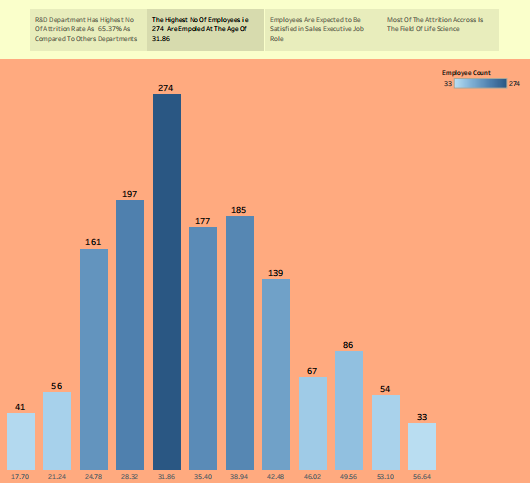 R&D Department Has Highest No
Of Attrition Rate As  65.37% As
Compared To Others Departments
The Highest No Of Employees i.e
274  Are Empoled At The Age Of
31.86
Employees Are Expected to Be
Satisfied in Sales Executive Job
Role
Most Of The Attrition Accross Is
The Field Of Life Science
Employee Count
33 274
274
197
185
177
161
139
86
67
56
54
41
33
17.70 21.24 24.78 28.32 31.86 35.40 38.94 42.48 46.02 49.56 53.10 56.64